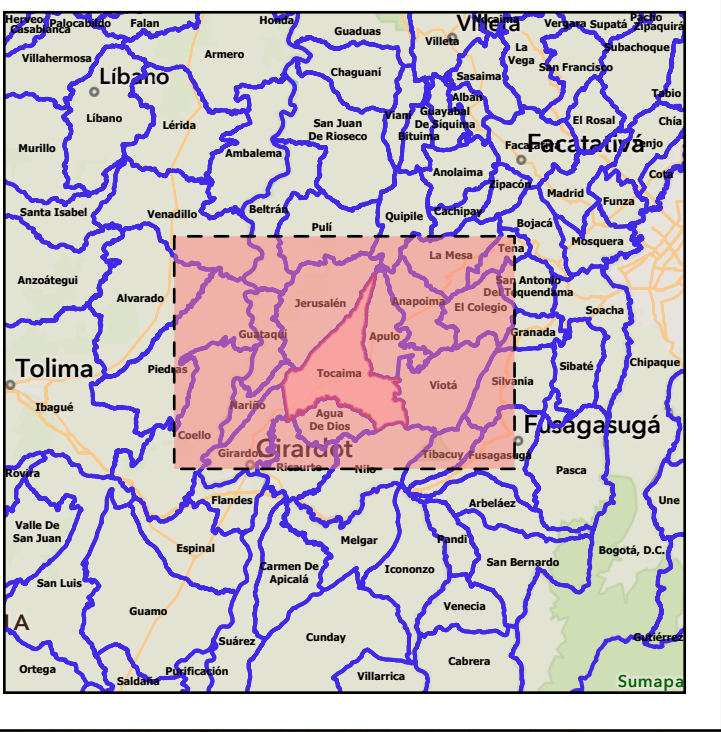 Herveo
Palocabildo
Falan
Honda
Casablanca
Guaduas
Nocaima
Villeta
Vergara
Supatá
Pacho
Zipaquirá
Villeta
La
Vega
Subachoque
Villahermosa
Armero
Chaguaní
Sasaima
San Francisco
Líbano
Albán
Tabio
Líbano
Lérida
Vianí
Guayabal
De Síquima
Bituima
San Juan
De Rioseco
El Rosal
Chía
Murillo
Ambalema
Facatativá
Facatativá
Tenjo
Anolaima
Zipacón
Cota
Madrid
Funza
Santa Isabel
Venadillo
Beltrán
Pulí
Quipile
Cachipay
Bojacá
Mosquera
La Mesa
Tena
Anzoátegui
Alvarado
Jerusalén
Anapoima
San Antonio
Del Tequendama
El Colegio
Soacha
Guataquí
Apulo
Granada
Tolima
Piedras
Tocaima
Viotá
Silvania
Sibaté
Chipaque
Ibagué
Nariño
Agua
De Dios
Coello
Girardot
Girardot
Fusagasugá
Tibacuy
Fusagasugá
Ricaurte
Nilo
Rovira
Pasca
Flandes
Arbeláez
Une
Valle De
San Juan
Espinal
Melgar
Pandi
Bogotá, D.C.
Carmen De
Apicalá
Icononzo
San Bernardo
San Luis
Guamo
Venecia
ІА
Suárez
Cunday
Gutiérrez
Ortega
Saldaña
Purificación
Villarrica
Cabrera
Sumapa